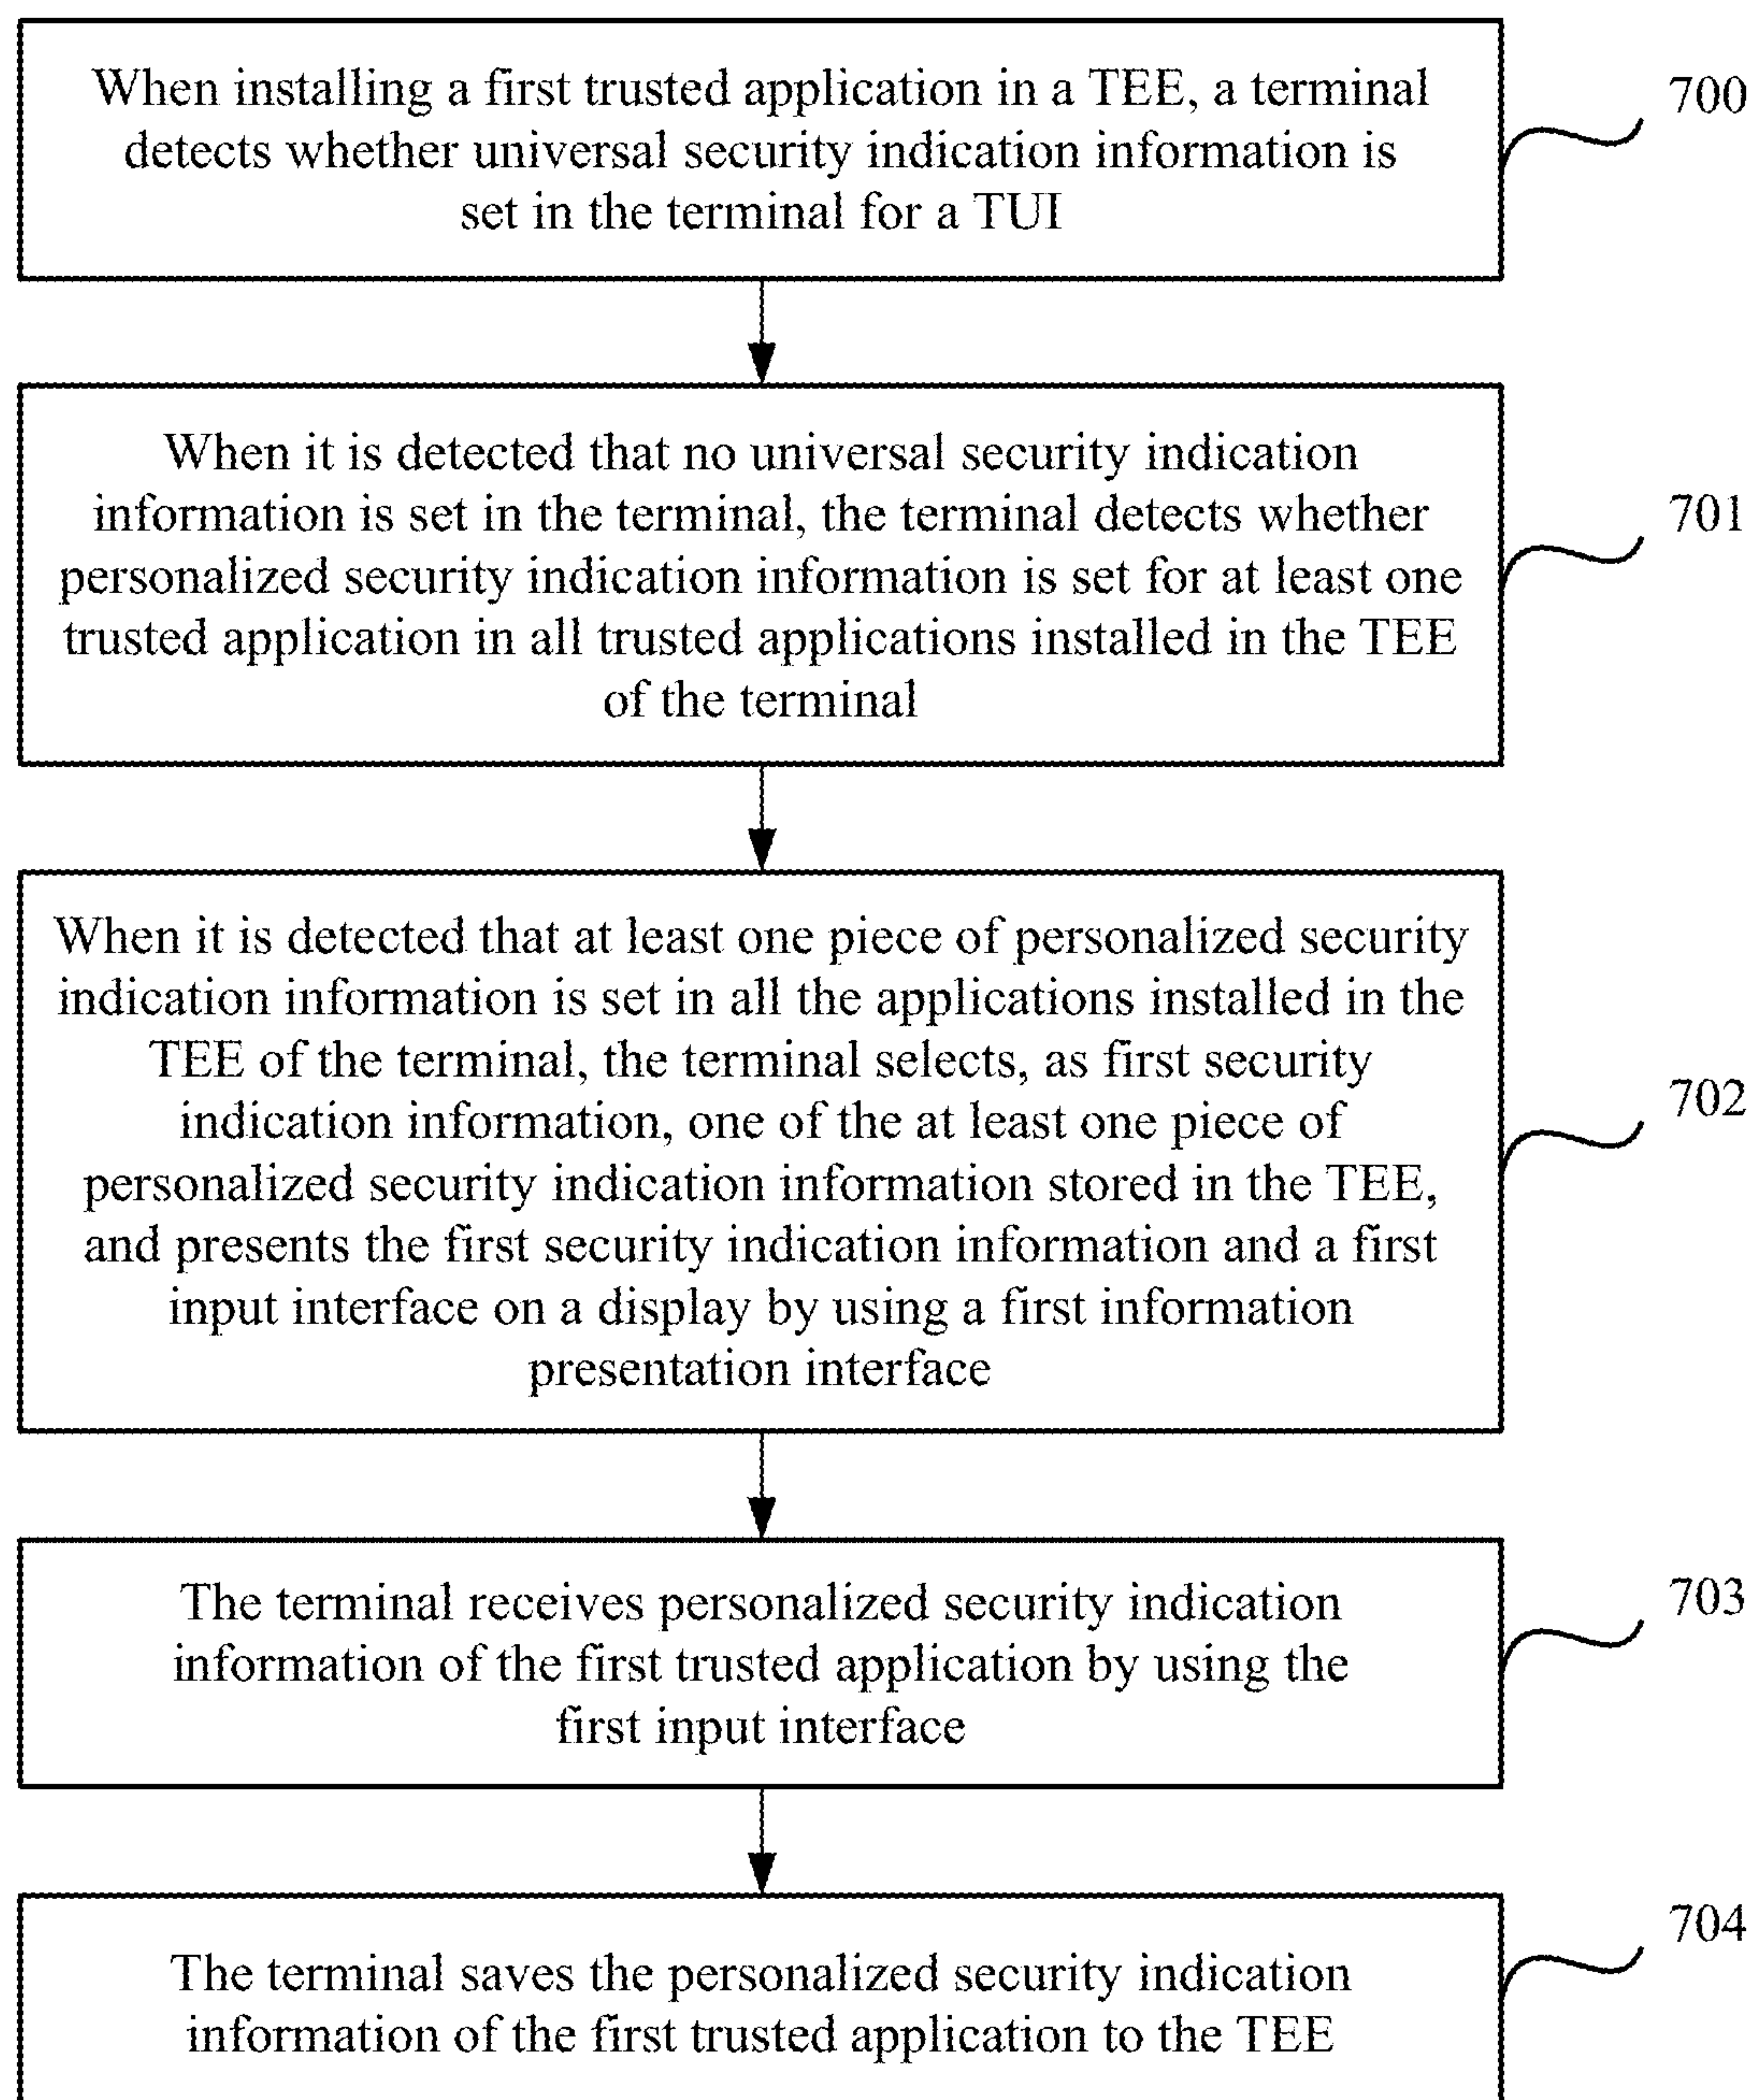 When installing a first trusted application in a TEE, a terminal
detects whether universal security indication information is
set in the terminal for a TUI
700
When it is detected that no universal security indication
information is set in the terminal, the terminal detects whether
personalized security indication information is set for at least one
trusted application in all trusted applications installed in the TEE
of the terminal
701
When it is detected that at least one piece of personalized security
indication information is set in all the applications installed in the
TEE of the terminal, the terminal selects, as first security
indication information, one of the at least one piece of
personalized security indication information stored in the TEE,
and presents the first security indication information and a first
input interface on a display by using a first information
presentation interface
702
The terminal receives personalized security indication
information of the first trusted application by using the
first input interface
703
The terminal saves the personalized security indication
information of the first trusted application to the TEE
704